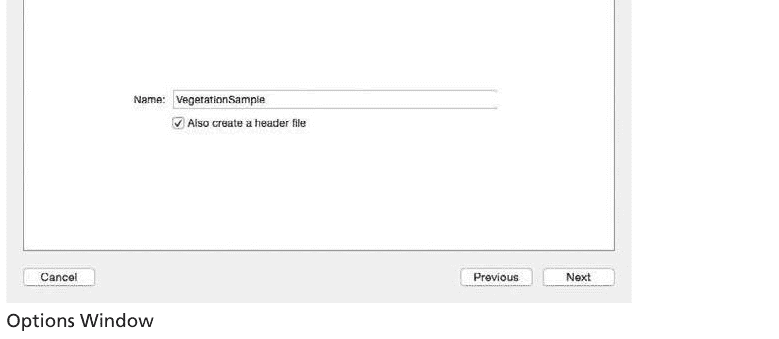 Name: VegetationSample
Also create a header file
Cancel Previous Next
Options Window